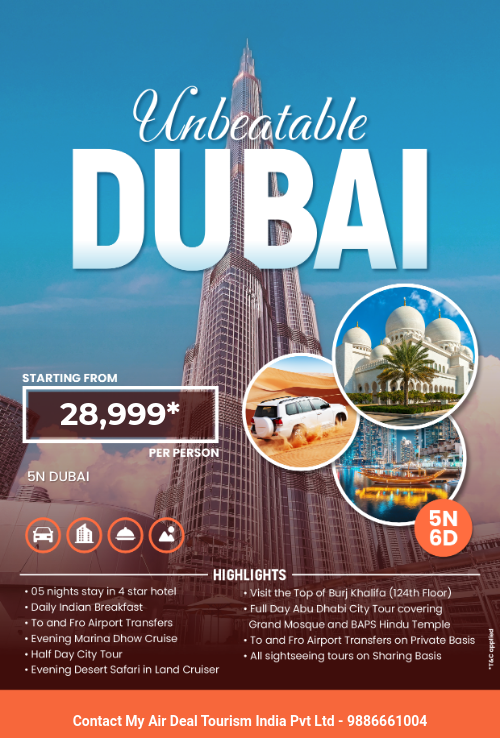 Unbeatable
DUBAI
STARTING FROM
28,999*
PER PERSON
5N DUBAI
5N
6D
HIGHLIGHTS
• 05 nights stay in 4 star hotel
• Daily Indian Breakfast
• To and Fro Airport Transfers
• Evening Marina Dhow Cruise
• Half Day City Tour
• Evening Desert Safari in Land Cruiser
• Visit the Top of Burj Khalifa (124th Floor)
• Full Day Abu Dhabi City Tour covering
Grand Mosque and BAPS Hindu Temple
• To and Fro Airport Transfers on Private Basis
• All sightseeing tours on Sharing Basis
*T&C applied
Contact My Air Deal Tourism India Pvt Ltd - 9886661004